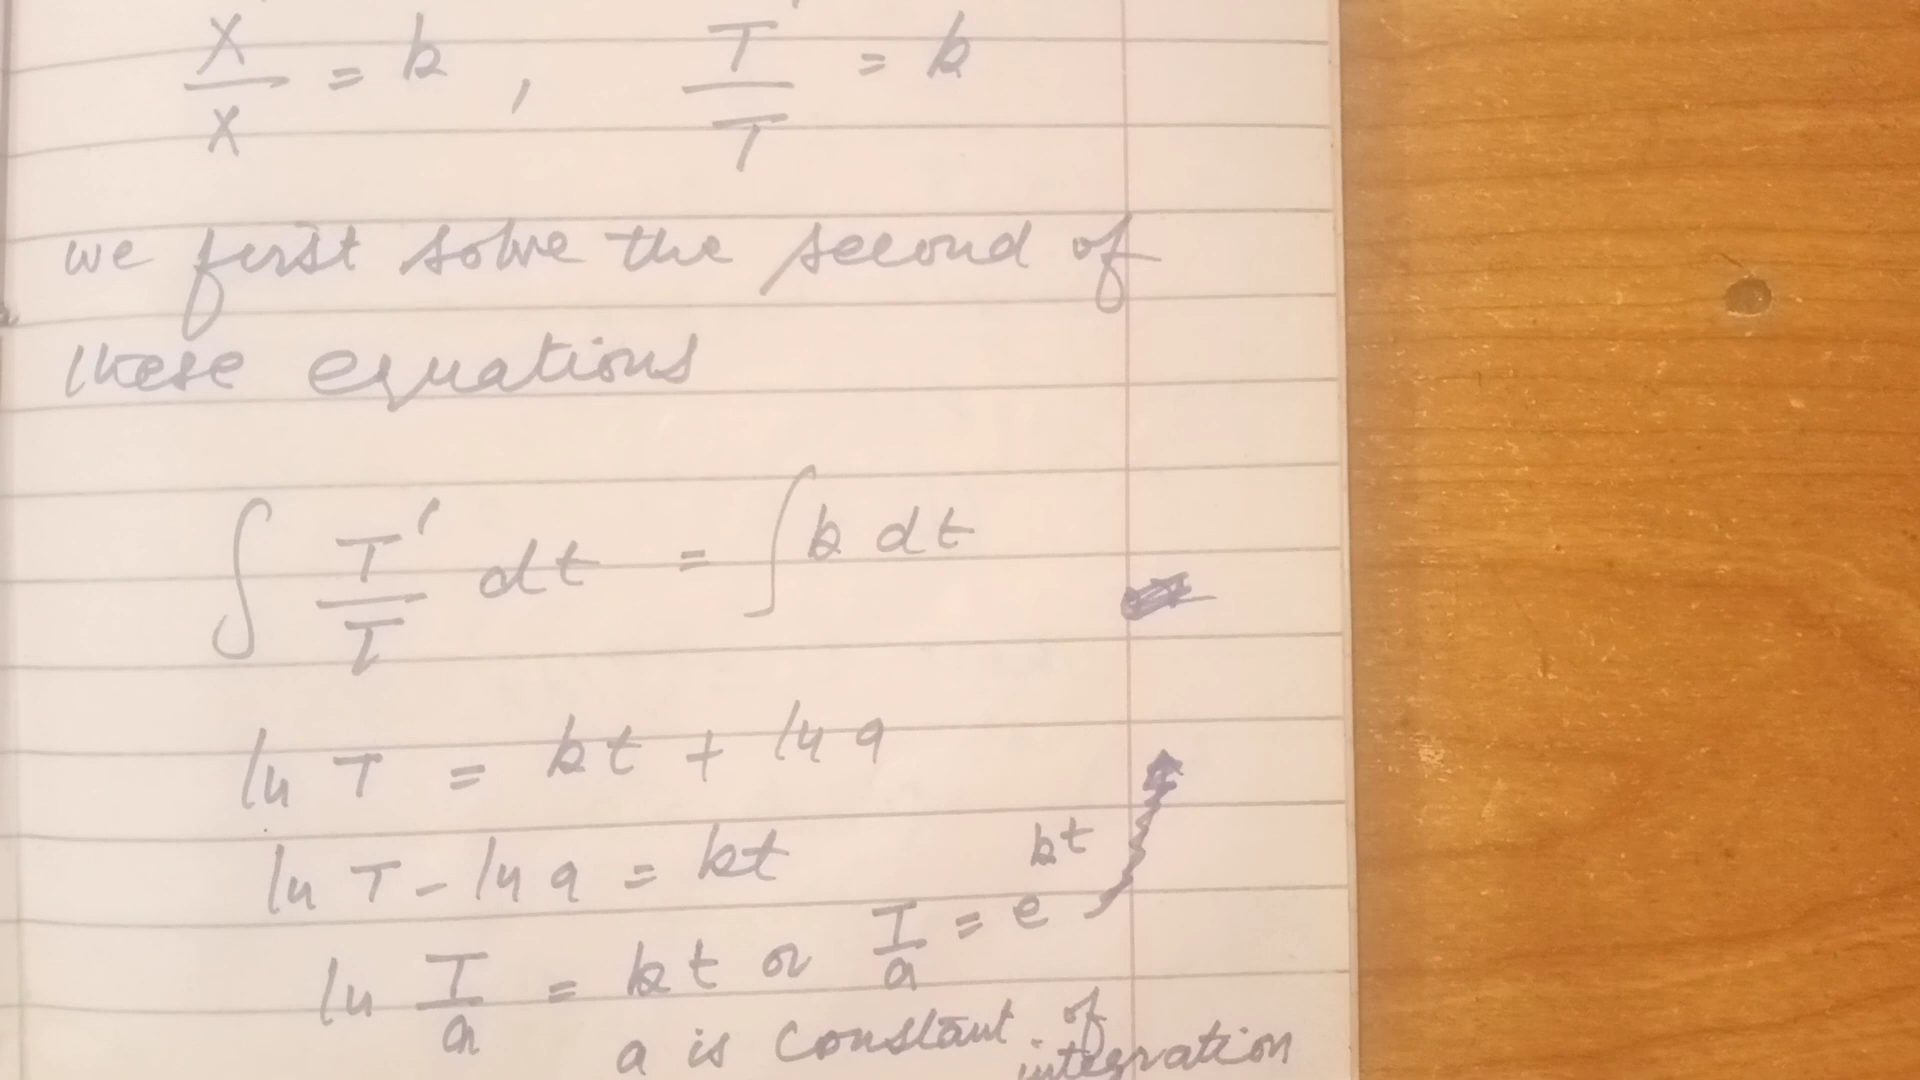 X/X = k , T'/T = k
we first solve the second of
these equations
∫ T'/T dt = ∫ k dt
ln T = kt + ln a
ln T - ln a = kt
ln T/a = kt or T/a = e^kt
a is constant of
integration